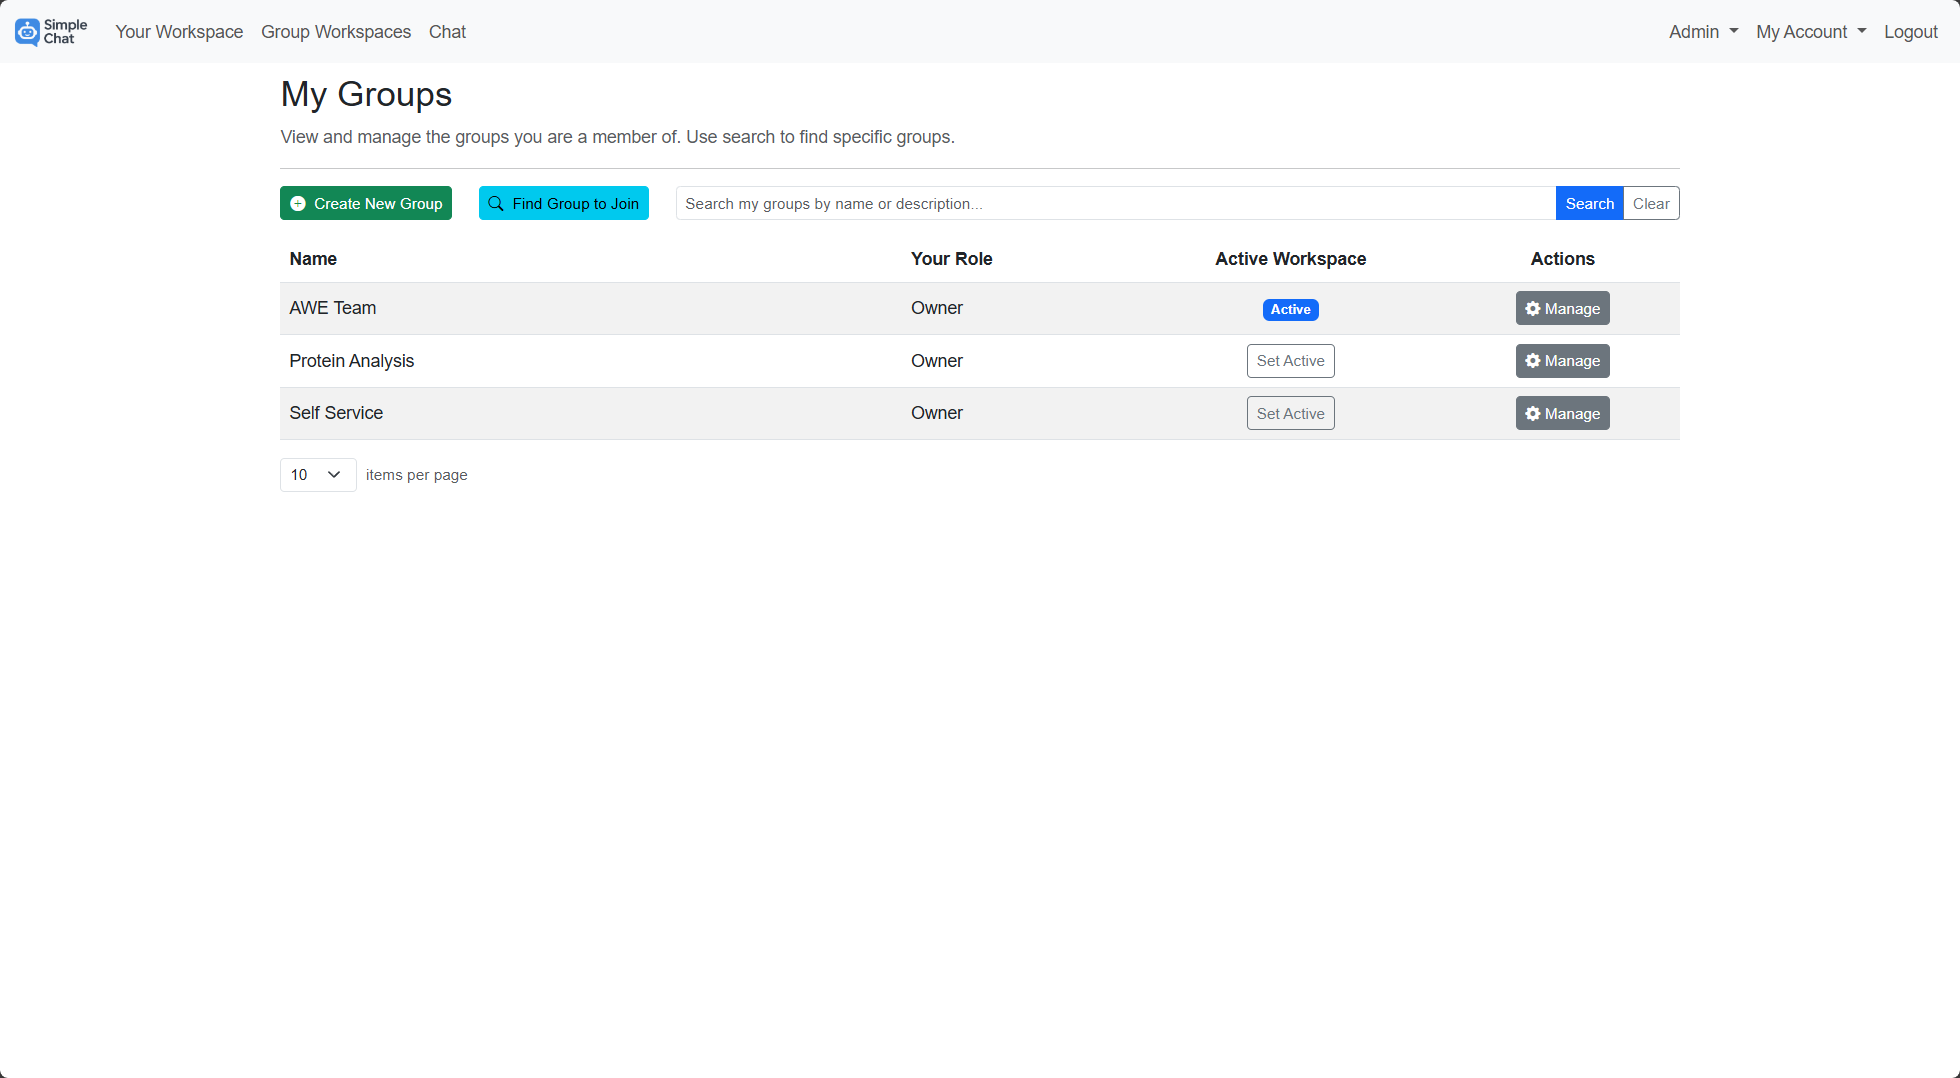 Simple
Chat
Your Workspace Group Workspaces Chat Admin My Account Logout
My Groups
View and manage the groups you are a member of. Use search to find specific groups.
Create New Group Find Group to Join Search my groups by name or description... Search Clear
Name Your Role Active Workspace Actions
AWE Team Owner Active Manage
Protein Analysis Owner Set Active Manage
Self Service Owner Set Active Manage
10 items per page